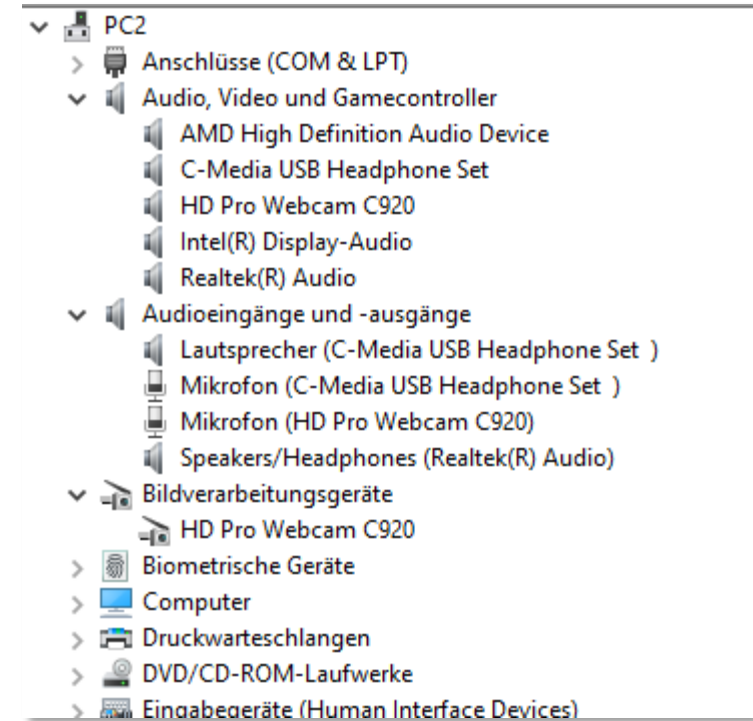 PC2
Anschlüsse (COM & LPT)
Audio, Video und Gamecontroller
AMD High Definition Audio Device
C-Media USB Headphone Set
HD Pro Webcam C920
Intel(R) Display-Audio
Realtek(R) Audio
Audioeingänge und -ausgänge
Lautsprecher (C-Media USB Headphone Set  )
Mikrofon (C-Media USB Headphone Set  )
Mikrofon (HD Pro Webcam C920)
Speakers/Headphones (Realtek(R) Audio)
Bildverarbeitungsgeräte
HD Pro Webcam C920
Biometrische Geräte
Computer
Druckwarteschlangen
DVD/CD-ROM-Laufwerke
Eingabegeräte (Human Interface Devices)